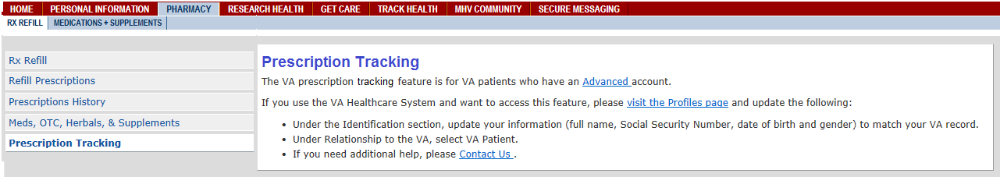 HOME PERSONAL INFORMATION PHARMACY RESEARCH HEALTH GET CARE TRACK HEALTH MHV COMMUNITY SECURE MESSAGING
RX REFILL MEDICATIONS + SUPPLEMENTS
Rx Refill
Refill Prescriptions
Prescriptions History
Meds, OTC, Herbals, & Supplements
Prescription Tracking
Prescription Tracking
The VA prescription tracking feature is for VA patients who have an Advanced account.
If you use the VA Healthcare System and want to access this feature, please visit the Profiles page and update the following:
• Under the Identification section, update your information (full name, Social Security Number, date of birth and gender) to match your VA record.
• Under Relationship to the VA, select VA Patient.
• If you need additional help, please Contact Us .